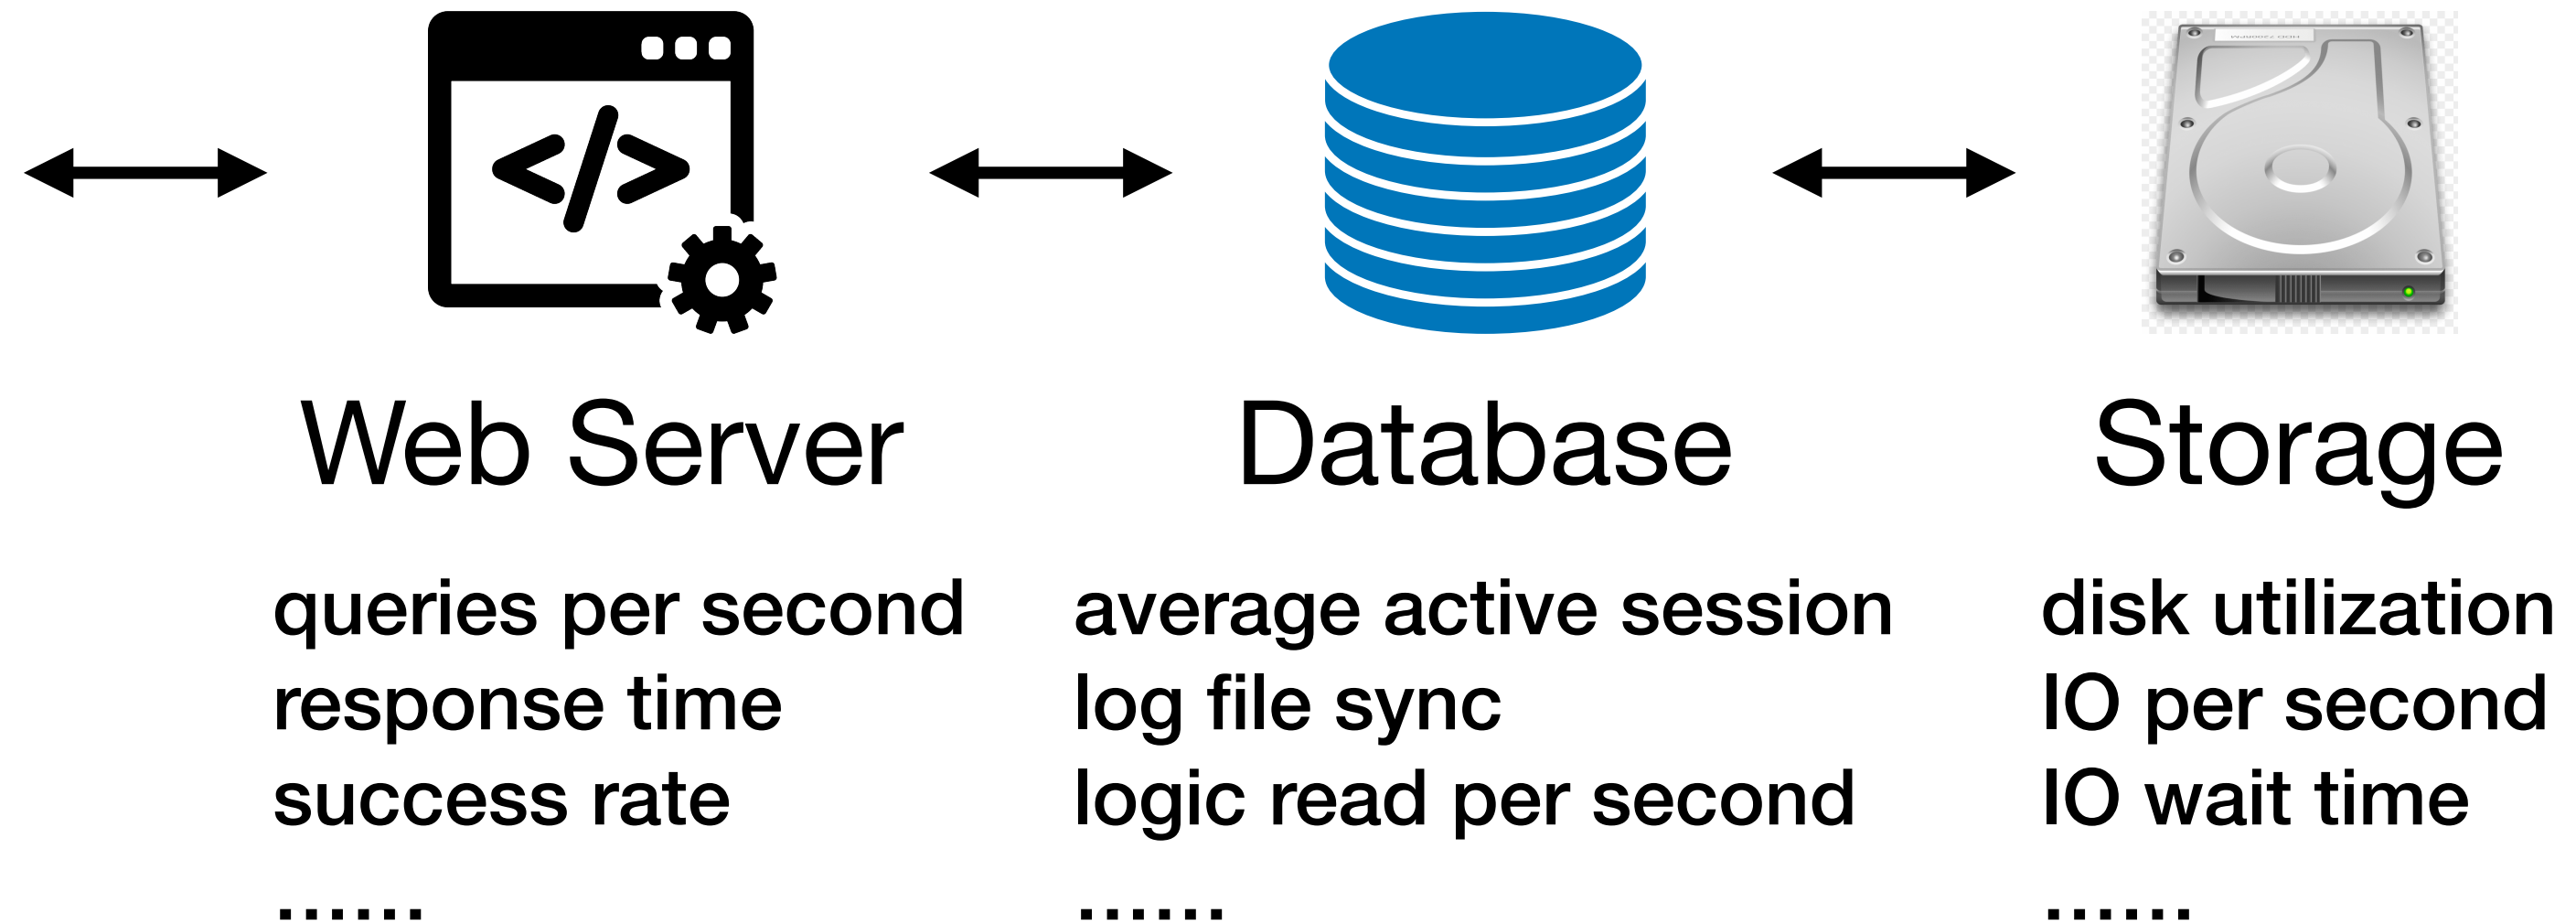 </>
Web Server
Database
Storage
queries per second
response time
success rate
......
average active session
log file sync
logic read per second
......
disk utilization
IO per second
IO wait time
......